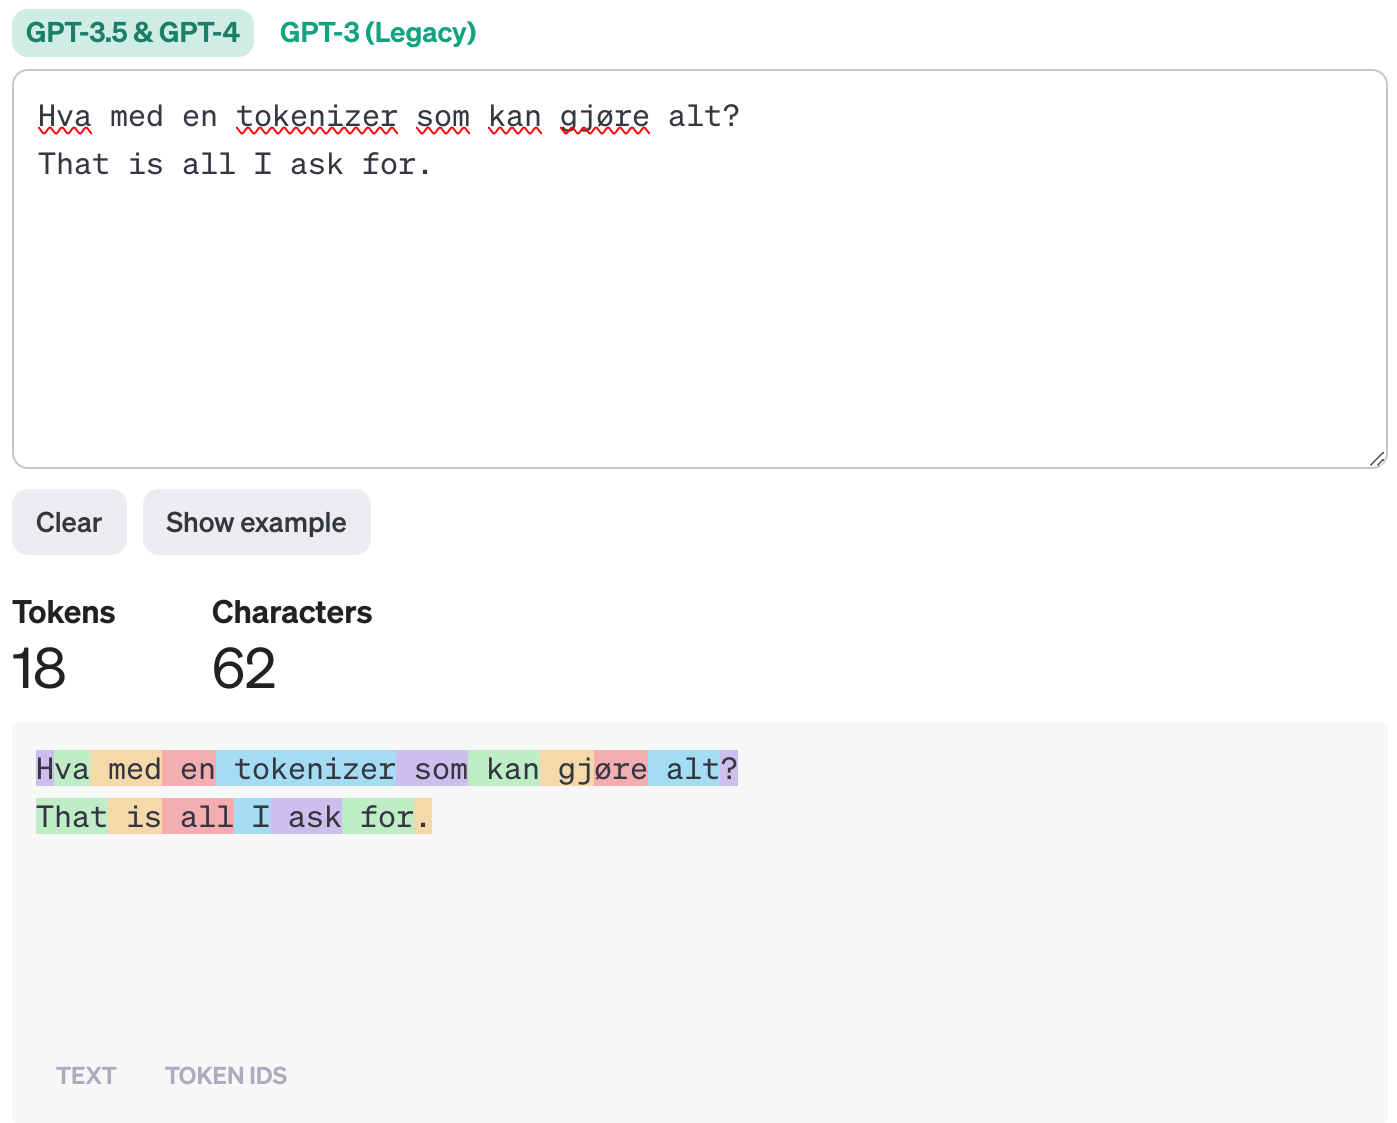 GPT-3.5 & GPT-4 GPT-3 (Legacy)
Hva med en tokenizer som kan gjøre alt?
That is all I ask for.
Clear Show example
Tokens Characters
18 62
Hva med en tokenizer som kan gjøre alt?
That is all I ask for.
TEXT TOKEN IDS